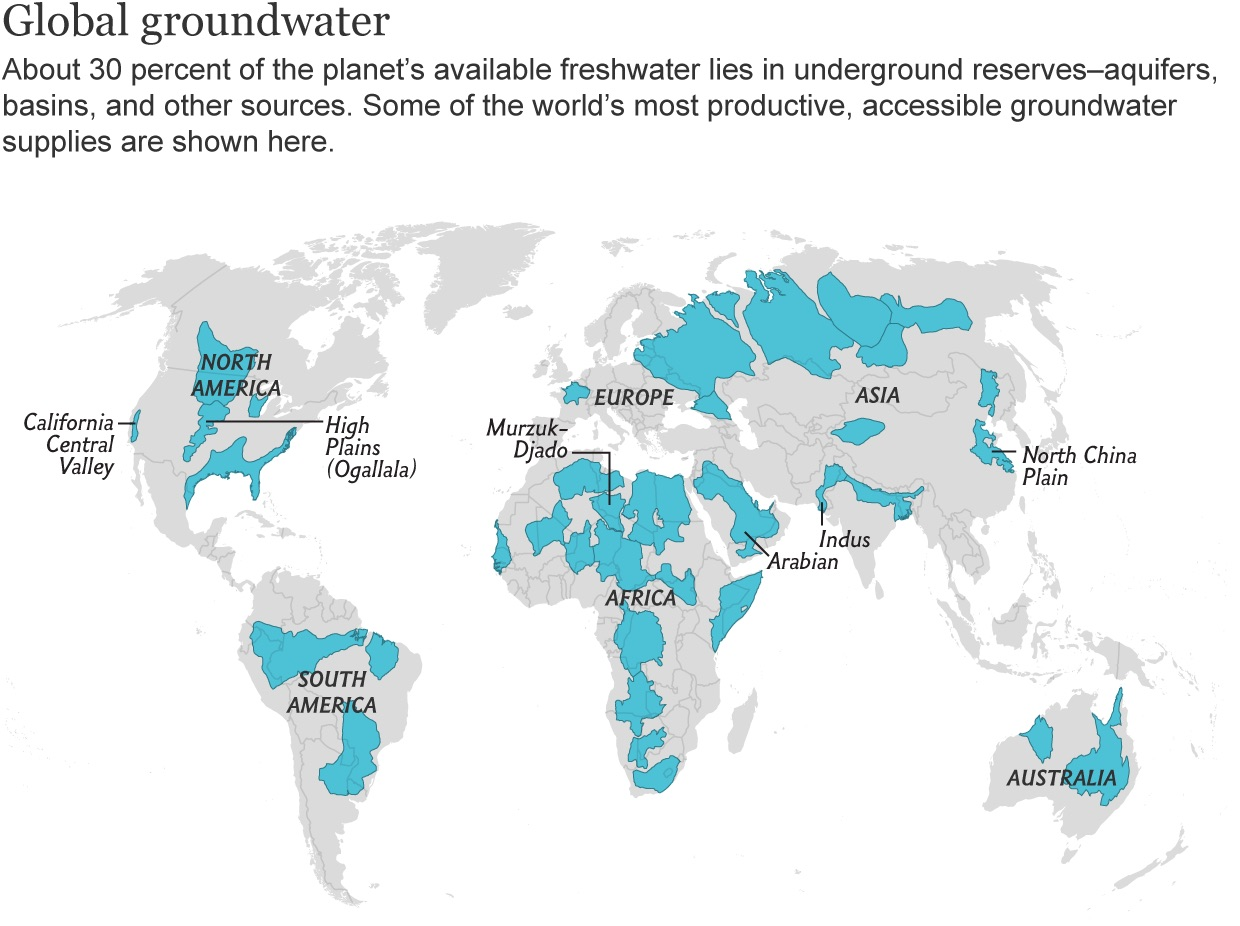 Global groundwater
About 30 percent of the planet’s available freshwater lies in underground reserves–aquifers,
basins, and other sources. Some of the world’s most productive, accessible groundwater
supplies are shown here.
NORTH
AMERICA
California
Central
Valley
High
Plains
(Ogallala)
EUROPE
ASIA
Murzuk–
Djado
North China
Plain
Indus
Arabian
AFRICA
SOUTH
AMERICA
AUSTRALIA